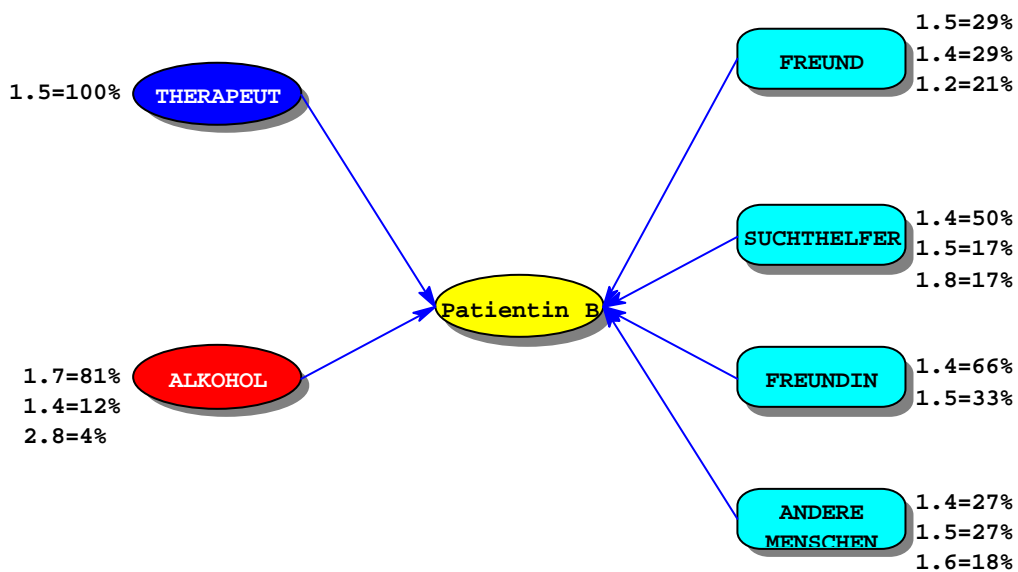 1.5=100%
THERAPEUT
1.7=81%
1.4=12%
2.8=4%
ALKOHOL
Patientin B
FREUND
1.5=29%
1.4=29%
1.2=21%
SUCHTHELFER
1.4=50%
1.5=17%
1.8=17%
FREUNDIN
1.4=66%
1.5=33%
ANDERE
MENSCHEN
1.4=27%
1.5=27%
1.6=18%